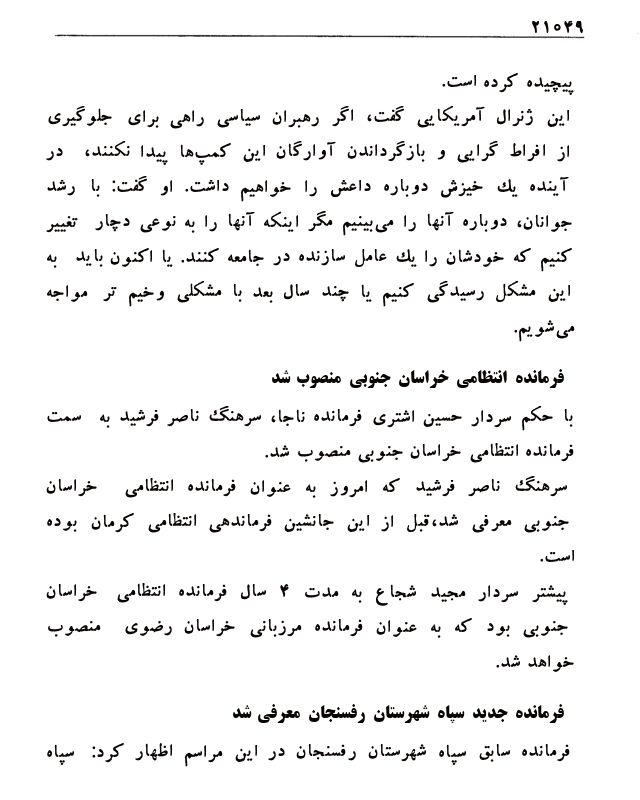 ۲۱۰۴۹
پیچیده کرده است.
این ژنرال آمریکایی گفت، اگر رهبران سیاسی راهی برای جلوگیری
از افراط گرایی و بازگرداندن آوارگان این کمپ‌ها پیدا نکنند، در
آینده یك خیزش دوباره داعش را خواهیم داشت. او گفت: با رشد
جوانان، دوباره آنها را می‌بینیم مگر اینکه آنها را به نوعی دچار تغییر
کنیم که خودشان را یك عامل سازنده در جامعه کنند. یا اکنون باید به
این مشکل رسیدگی کنیم یا چند سال بعد با مشکلی وخیم تر مواجه
می‌شویم.
فرمانده انتظامی خراسان جنوبی منصوب شد
با حکم سردار حسین اشتری فرمانده ناجا، سرهنگ ناصر فرشید به سمت
فرمانده انتظامی خراسان جنوبی منصوب شد.
سرهنگ ناصر فرشید که امروز به عنوان فرمانده انتظامی خراسان
جنوبی معرفی شد،قبل از این جانشین فرماندهی انتظامی کرمان بوده
است.
پیشتر سردار مجید شجاع به مدت ۴ سال فرمانده انتظامی خراسان
جنوبی بود که به عنوان فرمانده مرزبانی خراسان رضوی منصوب
خواهد شد.
فرمانده جدید سپاه شهرستان رفسنجان معرفی شد
فرمانده سابق سپاه شهرستان رفسنجان در این مراسم اظهار کرد: سپاه